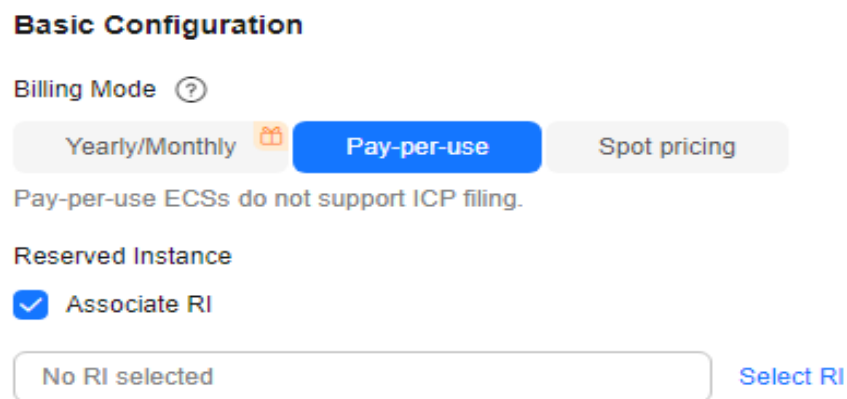 Basic Configuration
Billing Mode ?
Yearly/Monthly Pay-per-use Spot pricing
Pay-per-use ECSs do not support ICP filing.
Reserved Instance
Associate RI
No RI selected Select RI